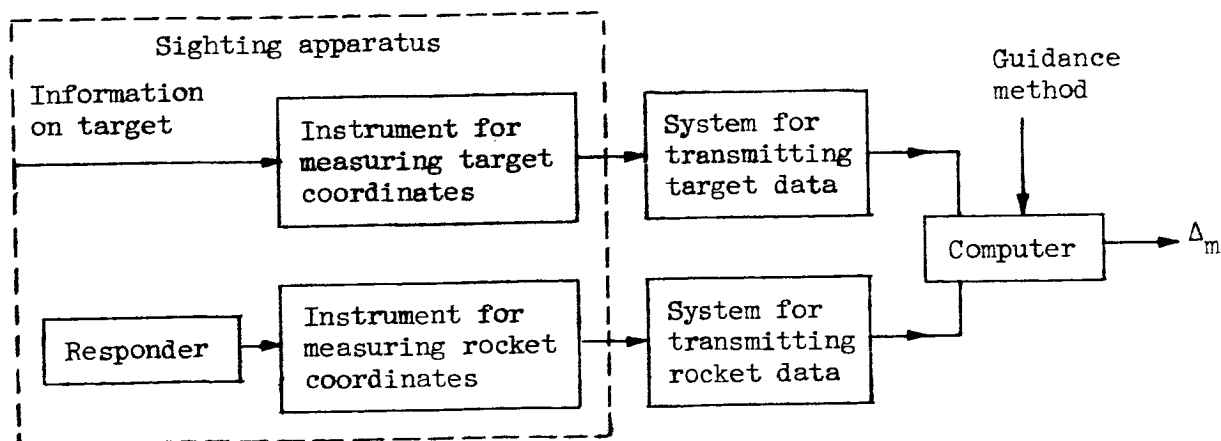 Sighting apparatus
Information
on target
Instrument for
measuring target
coordinates
System for
transmitting
target data
Guidance
method
Computer
Δm
Responder
Instrument for
measuring rocket
coordinates
System for
transmitting
rocket data